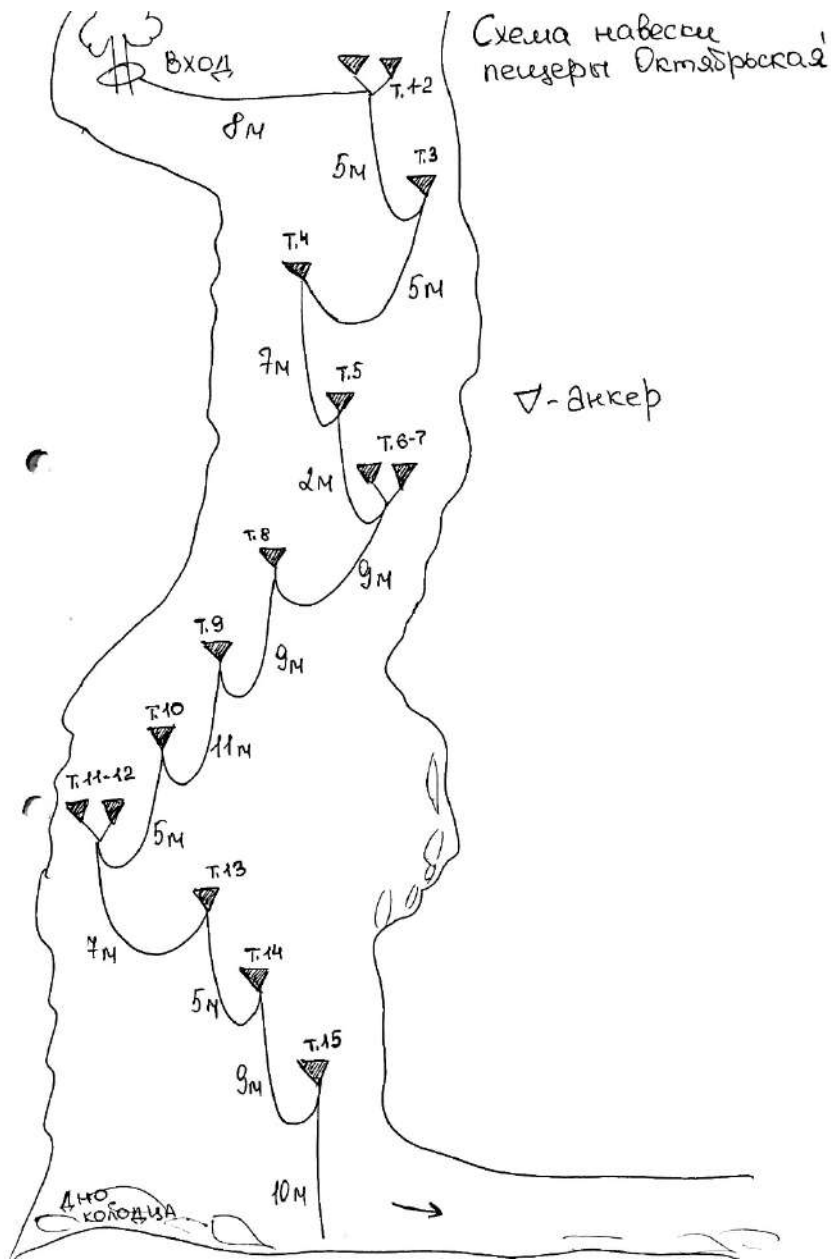 Схема навески
пещеры Октябрьская
ВХОД
Т.1+2
8м
5м
Т.3
Т.4
5м
7м
Т.5
▽-анкер
Т.6-7
2м
Т.8
9м
Т.9
9м
Т.10
11м
Т.11-12
5м
Т.13
7м
Т.14
5м
Т.15
9м
10м
ДНО
КОЛОДЦА